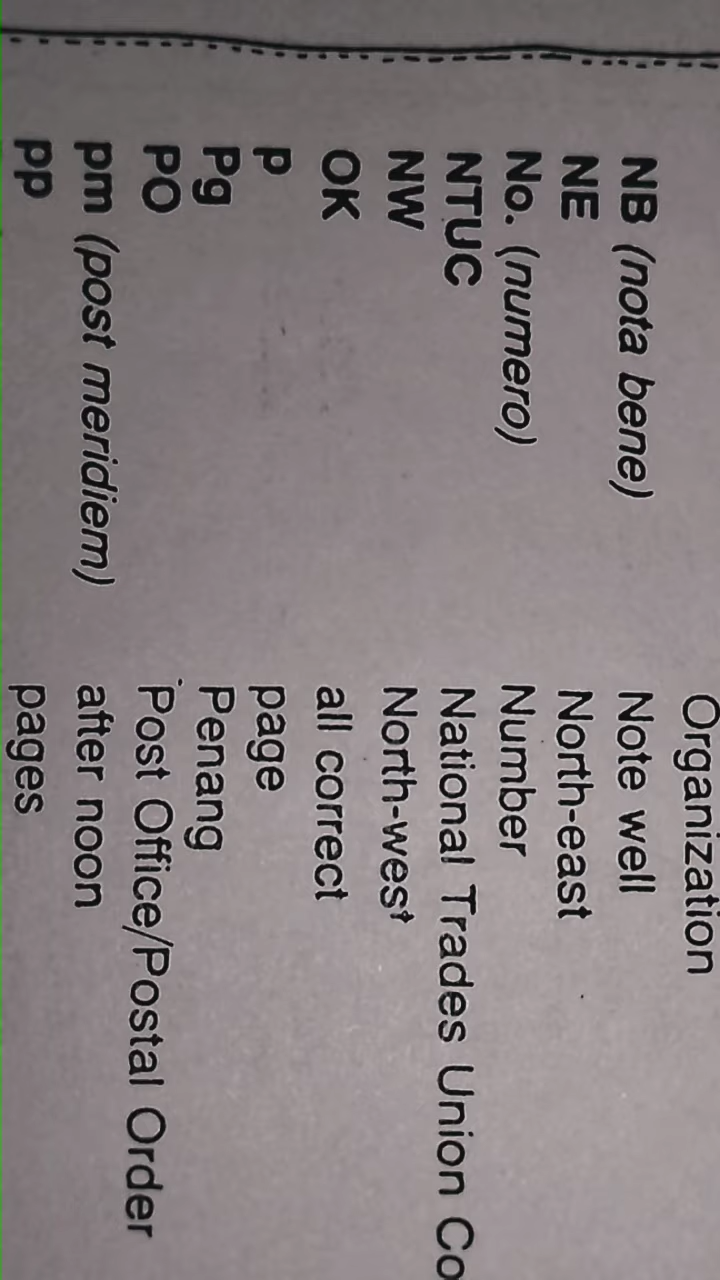 Organization
NB (nota bene) Note well
NE North-east
No. (numero) Number
NTUC National Trades Union Co
NW North-west
OK all correct
p page
Pg Penang
PO Post Office/Postal Order
pm (post meridiem) after noon
pp pages